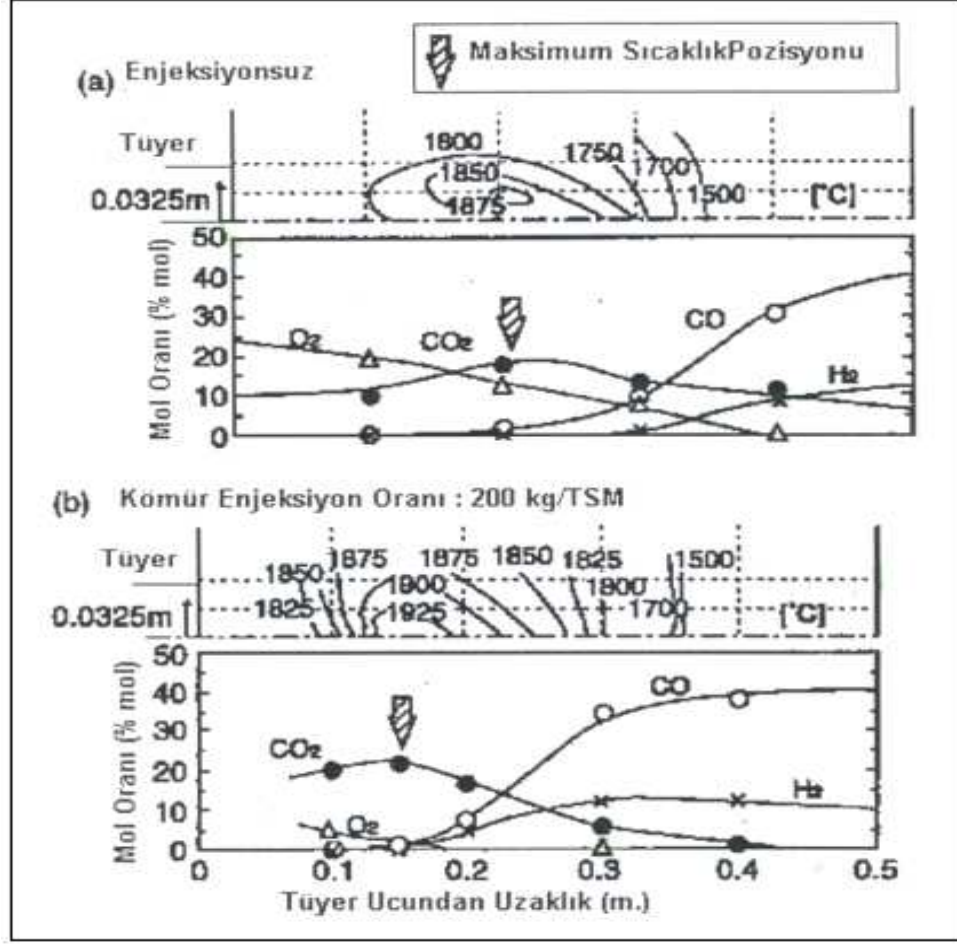 Maksimum SıcaklıkPozisyonu
(a) Enjeksiyonsuz
Tüyer
0.0325m
1800
1850
1875
1750
1700
1500
[°C]
Mol Oranı (% mol)
50
40
30
20
10
0
O₂
CO₂
CO
H₂
(b) Kömür Enjeksiyon Oranı : 200 kg/TSM
Tüyer
0.0325m
1825
1850
1875
1900
1925
1875
1850
1825
1800
1700
1500
[°C]
Mol Oranı (% mol)
50
40
30
20
10
0
CO₂
O₂
CO
H₂
0 0.1 0.2 0.3 0.4 0.5
Tüyer Ucundan Uzaklık (m.)